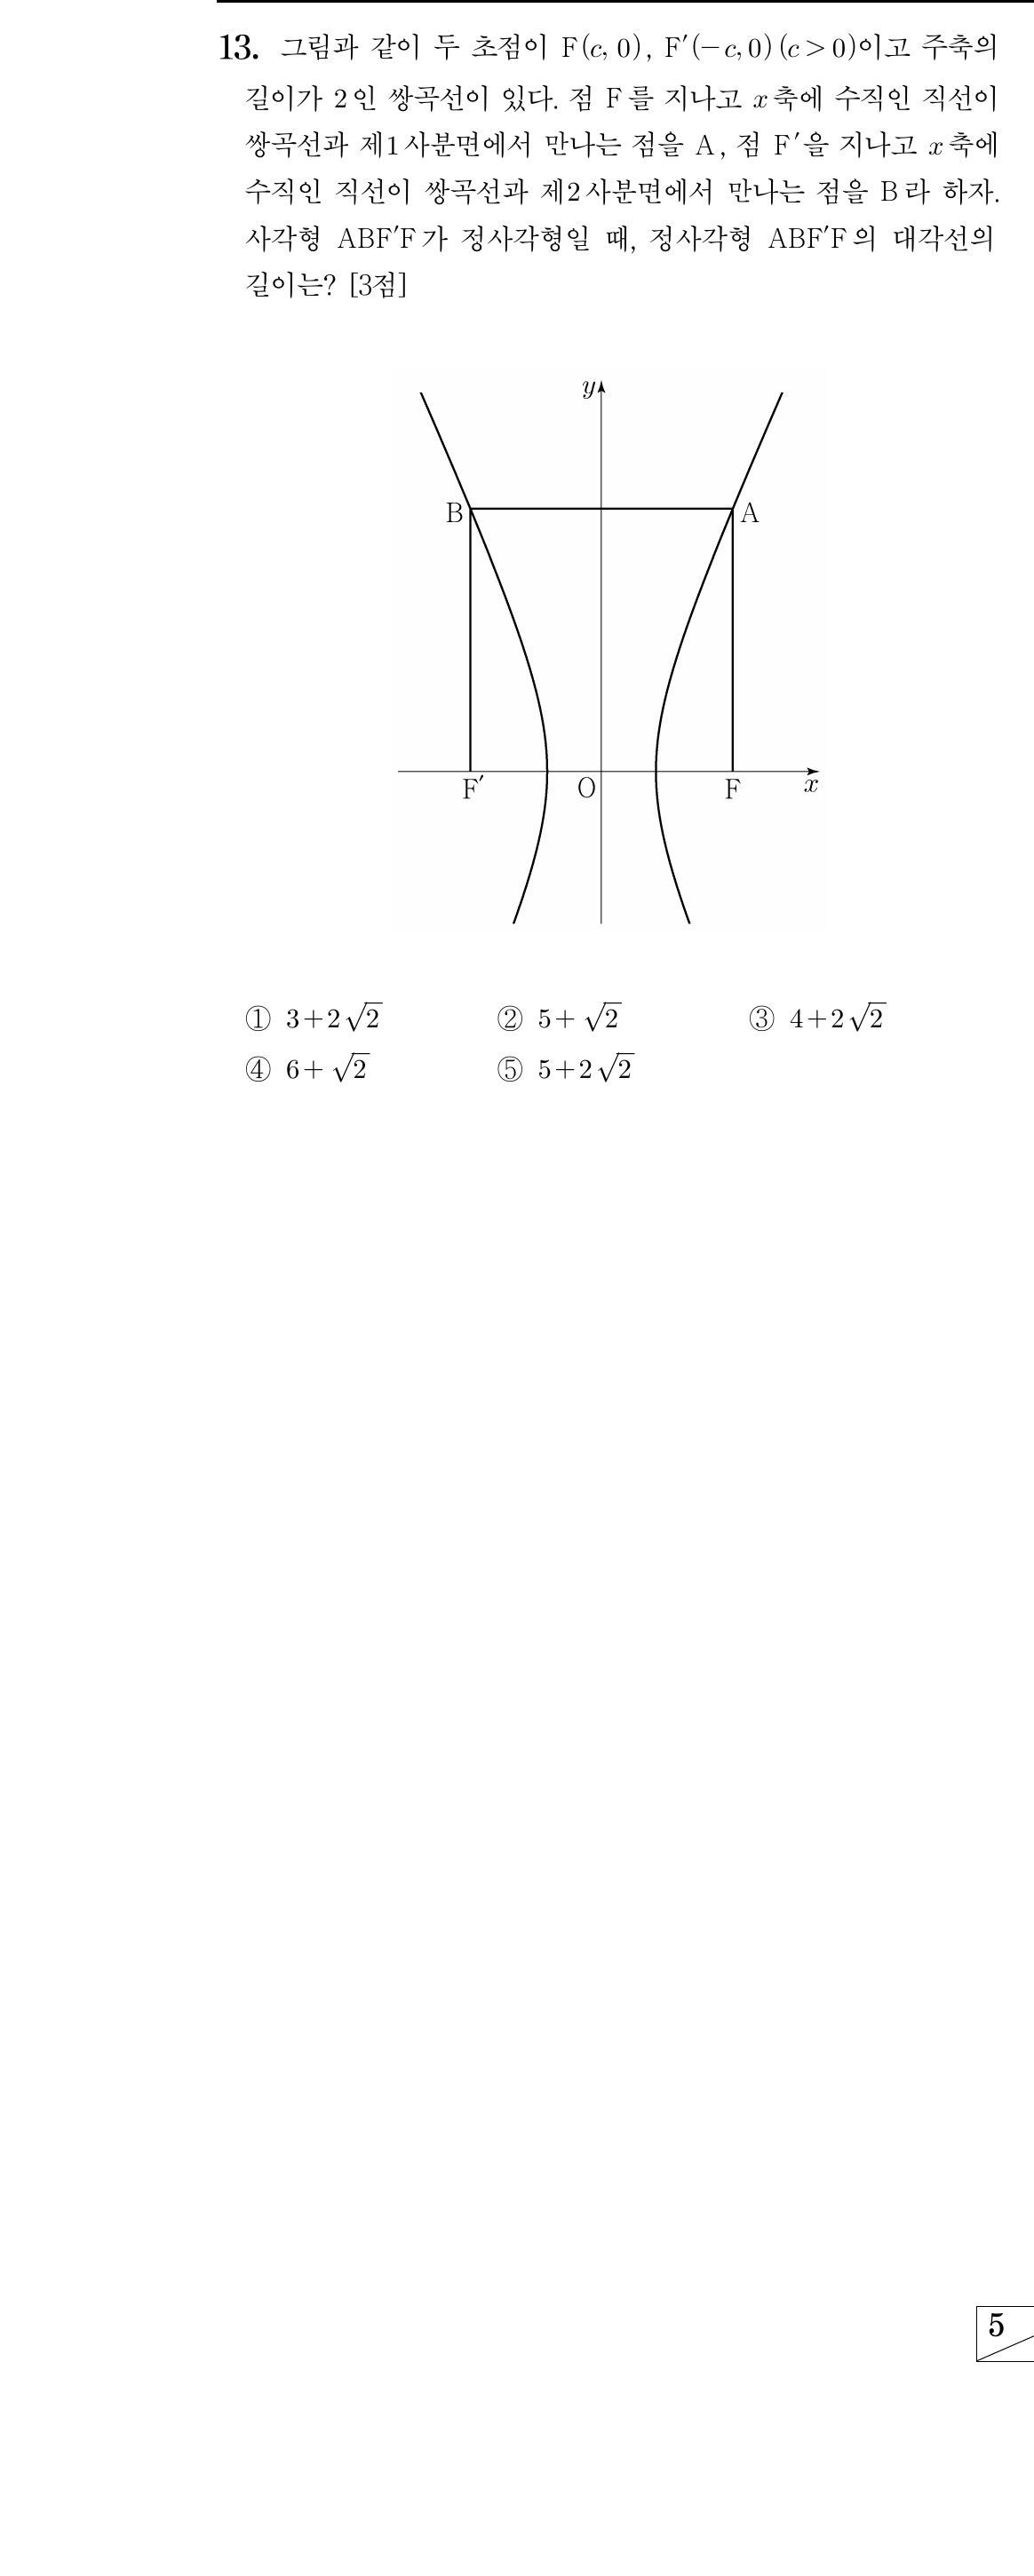 13. 그림과 같이 두 초점이 F(c, 0), F′(−c, 0) (c > 0)이고 주축의
길이가 2인 쌍곡선이 있다. 점 F를 지나고 x축에 수직인 직선이
쌍곡선과 제1사분면에서 만나는 점을 A, 점 F′을 지나고 x축에
수직인 직선이 쌍곡선과 제2사분면에서 만나는 점을 B라 하자.
사각형 ABF′F가 정사각형일 때, 정사각형 ABF′F의 대각선의
길이는? [3점]
y
B A
F′ O F x
① 3+2√2 ② 5+√2 ③ 4+2√2
④ 6+√2 ⑤ 5+2√2
5